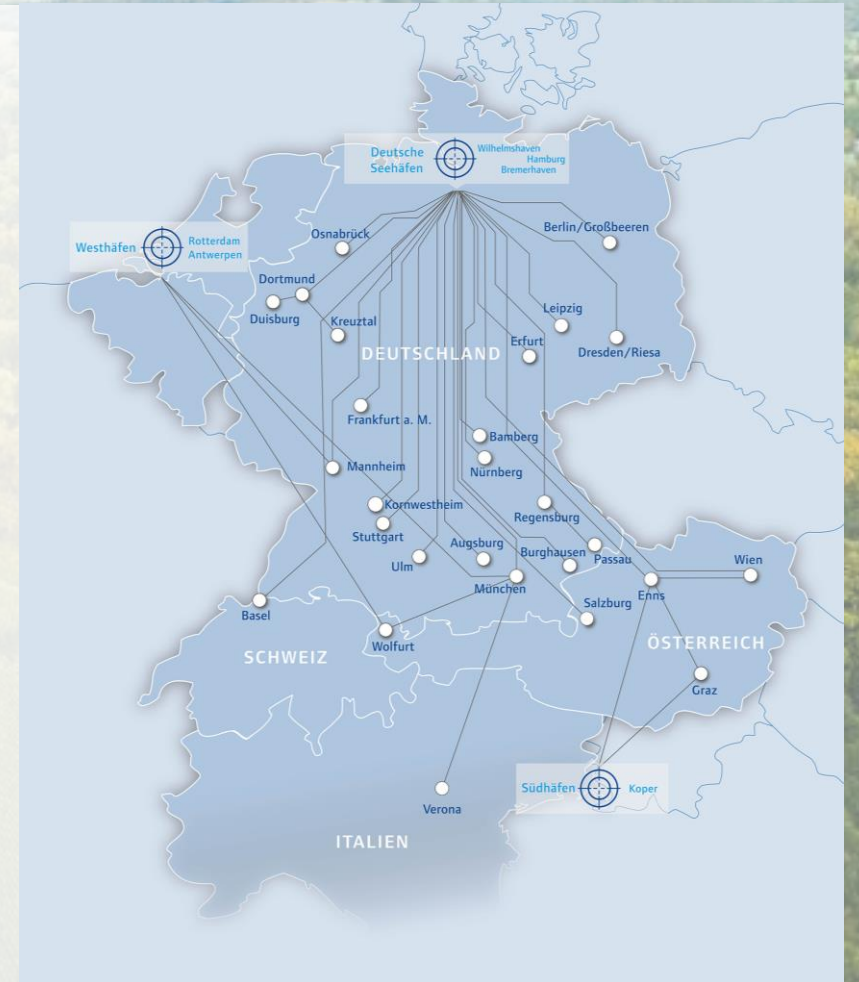 Deutsche
Seehäfen
Wilhelmshaven
Hamburg
Bremerhaven
Westhäfen
Rotterdam
Antwerpen
Osnabrück
Berlin/Großbeeren
Dortmund
Duisburg
Kreuztal
Leipzig
DEUTSCHLAND
Erfurt
Dresden/Riesa
Frankfurt a. M.
Bamberg
Mannheim
Nürnberg
Kornwestheim
Regensburg
Stuttgart
Augsburg
Burghausen
Passau
Wien
Ulm
München
Enns
Salzburg
Basel
Wolfurt
ÖSTERREICH
SCHWEIZ
Graz
Südhäfen
Koper
Verona
ITALIEN